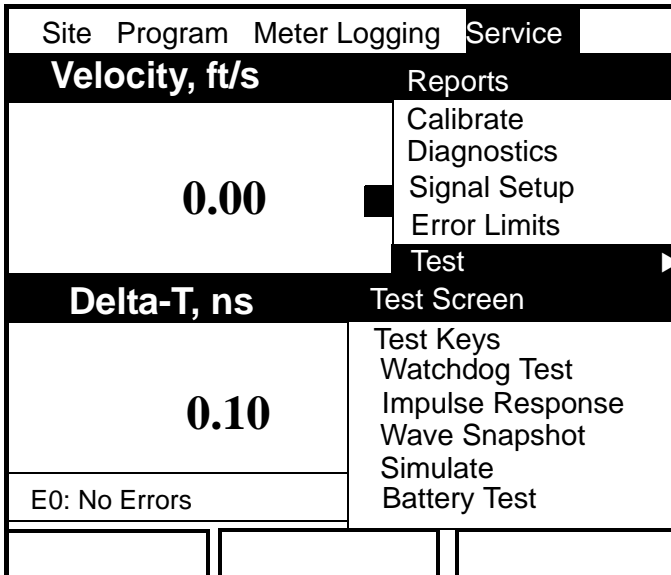 Site Program Meter Logging Service
Velocity, ft/s
0.00
Reports
Calibrate
Diagnostics
Signal Setup
Error Limits
Test
Delta-T, ns
0.10
Test Screen
Test Keys
Watchdog Test
Impulse Response
Wave Snapshot
Simulate
Battery Test
E0: No Errors